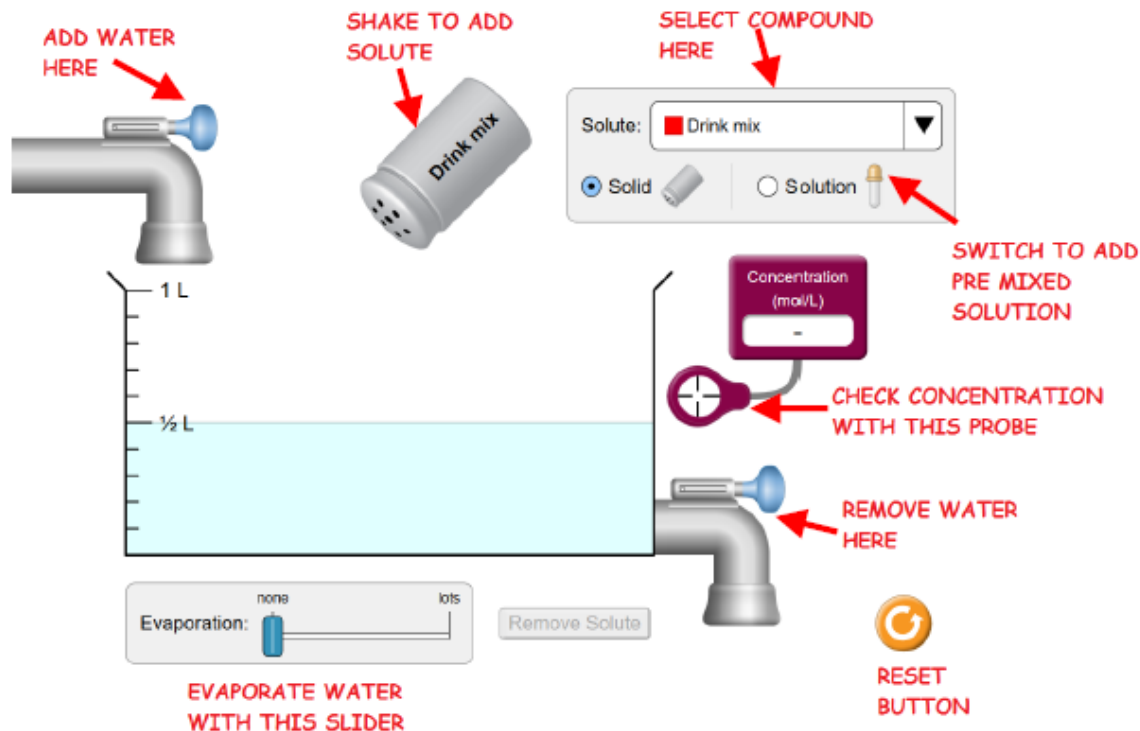 ADD WATER
HERE
SHAKE TO ADD
SOLUTE
SELECT COMPOUND
HERE
Drink mix
Solute: Drink mix
Solid
Solution
SWITCH TO ADD
PRE MIXED
SOLUTION
Concentration
(mol/L)
-
1 L
½ L
CHECK CONCENTRATION
WITH THIS PROBE
REMOVE WATER
HERE
none
lots
Evaporation:
Remove Solute
EVAPORATE WATER
WITH THIS SLIDER
RESET
BUTTON